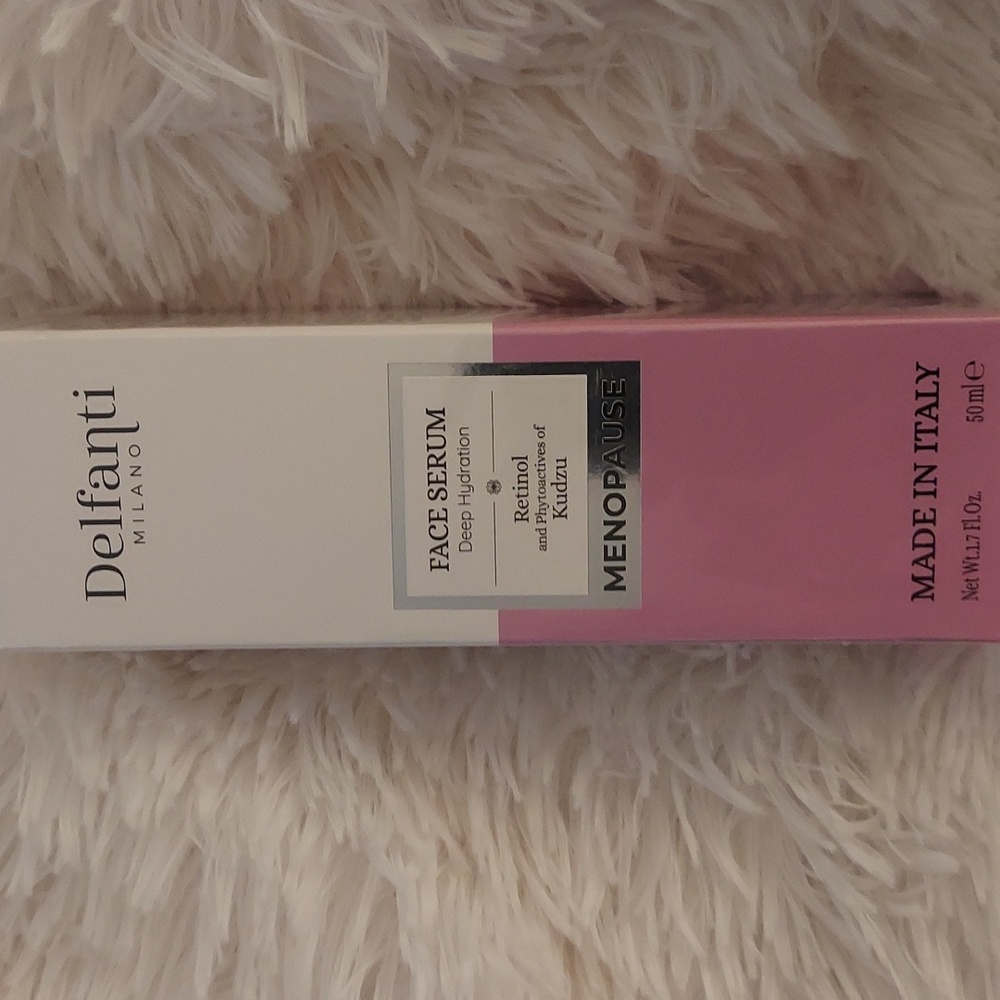 Delfanti
MILANO
FACE SERUM
Deep Hydration
Retinol
and Phytoactives of
Kudzu
MENOPAUSE
MADE IN ITALY
Net Wt.1.7 Fl.Oz. 50 ml ℮